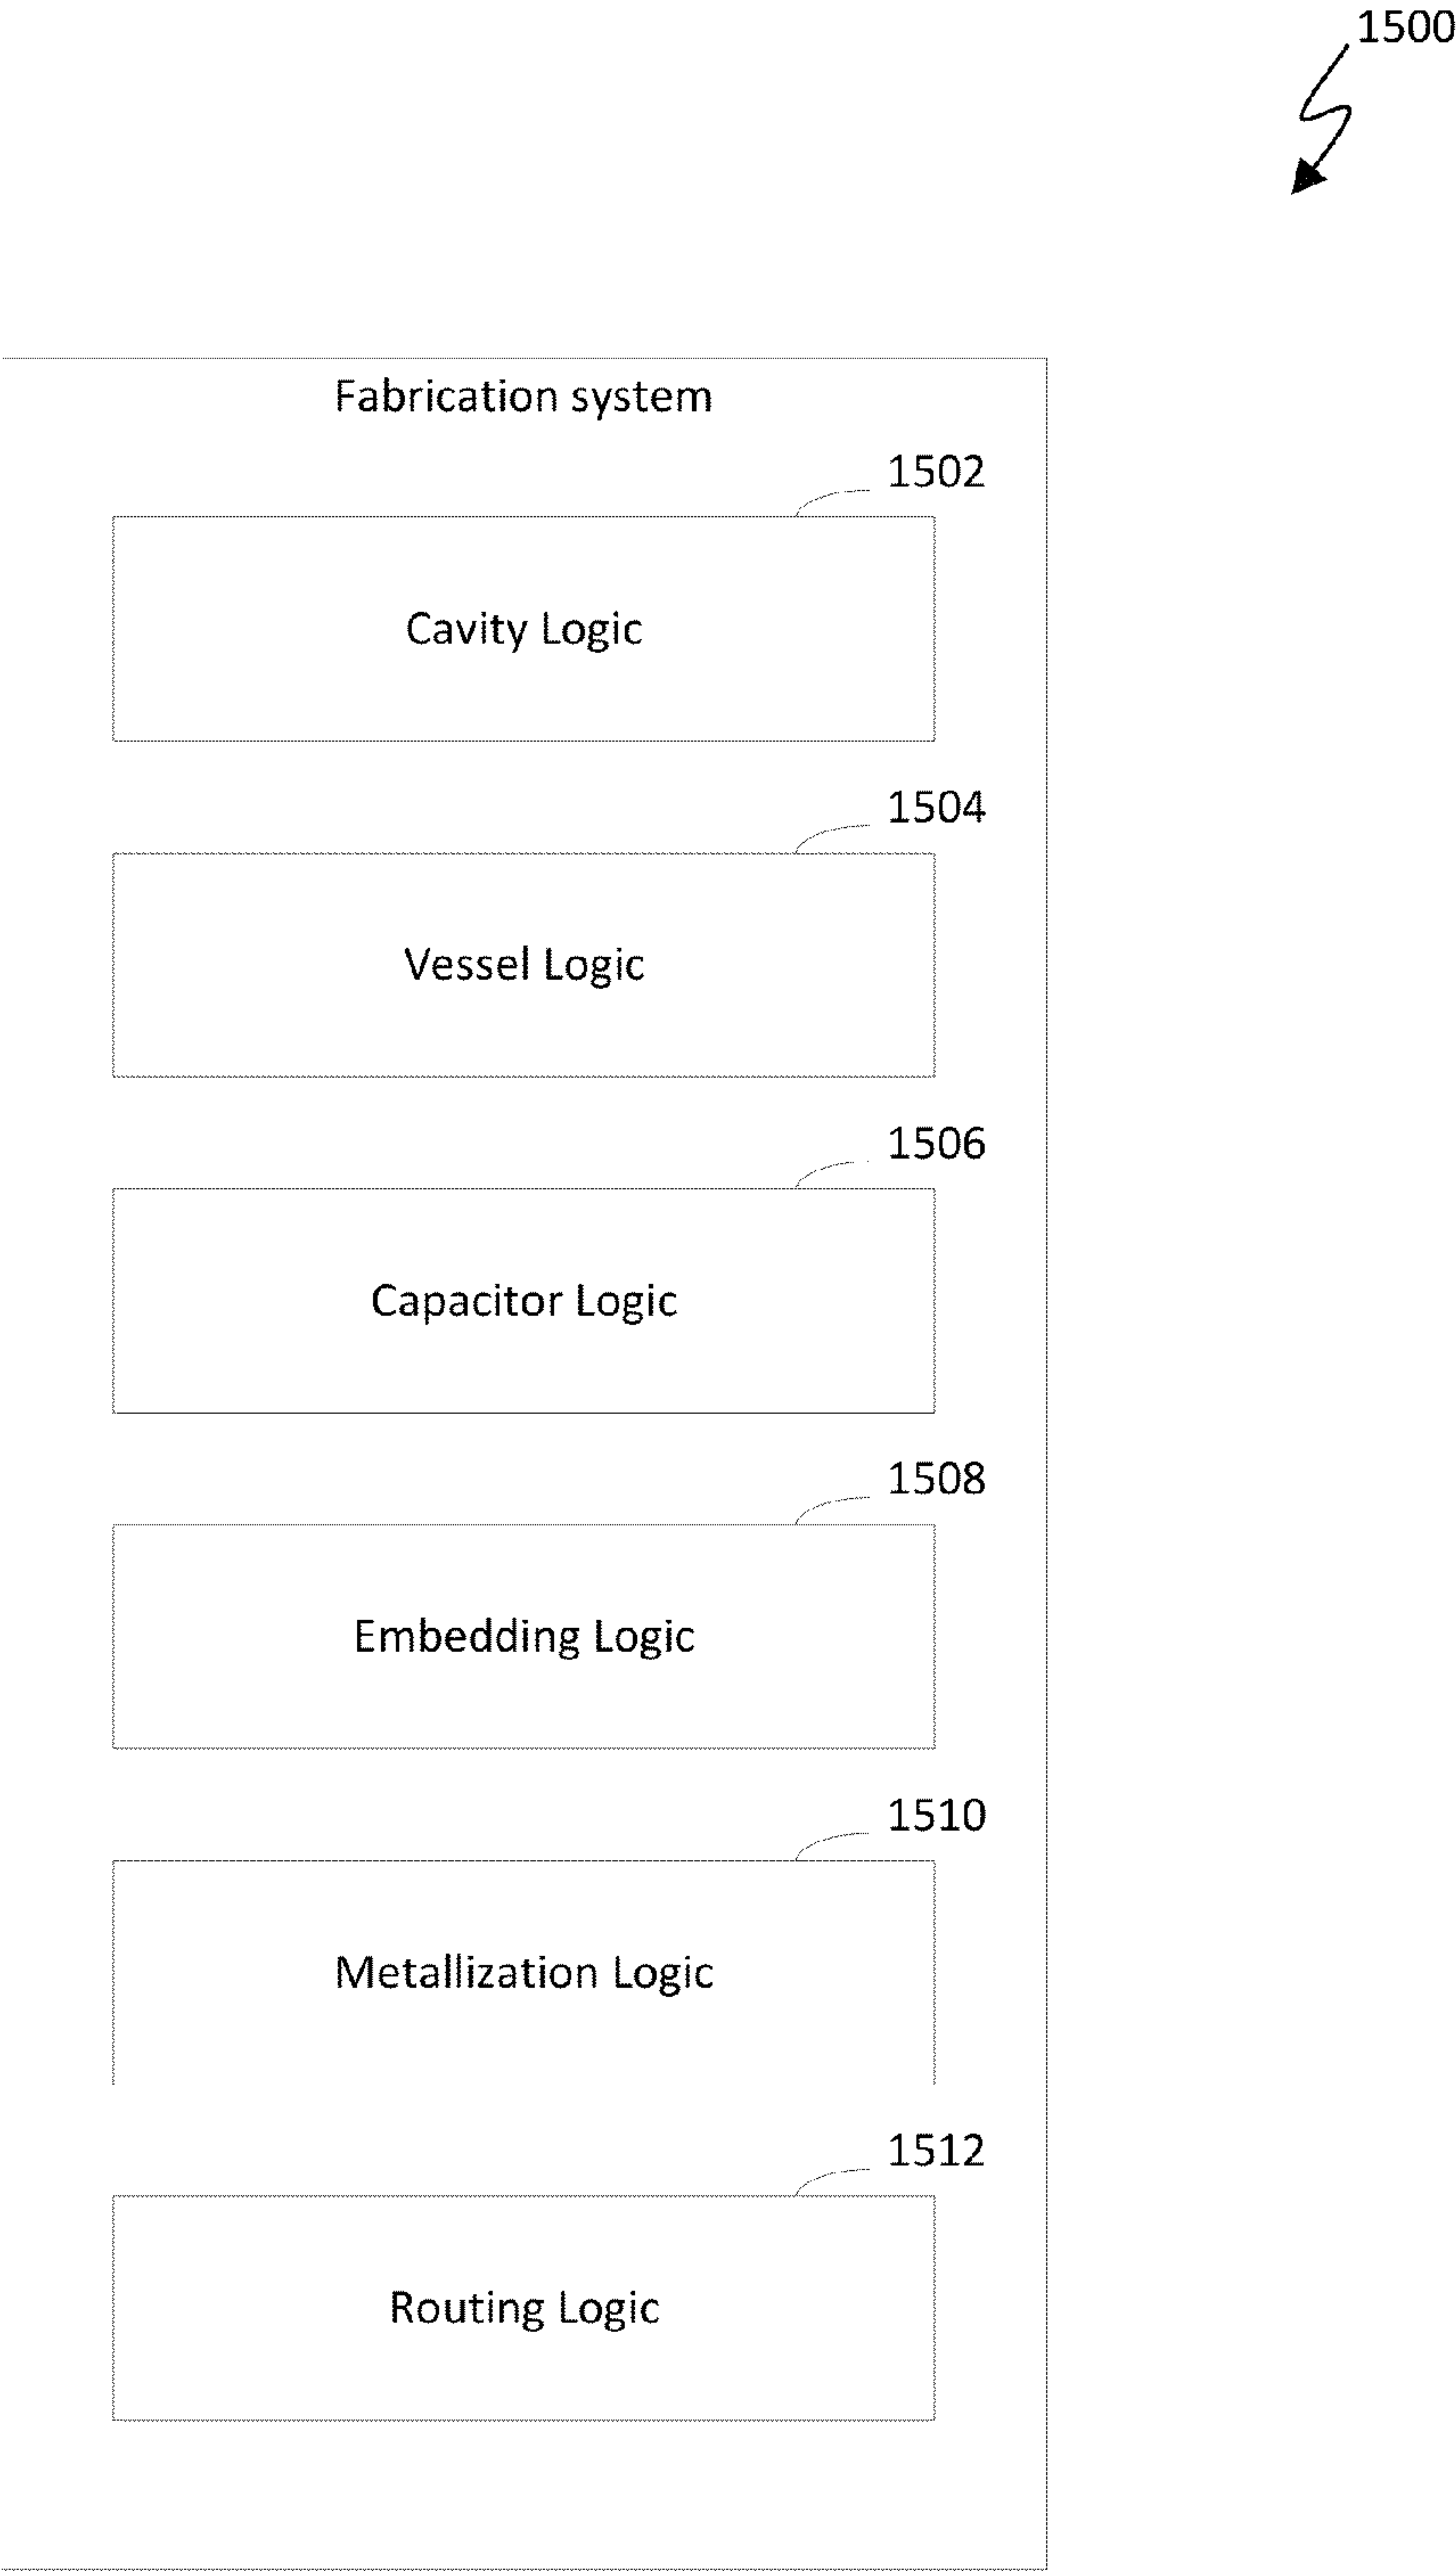 1500
Fabrication system
1502
Cavity Logic
1504
Vessel Logic
1506
Capacitor Logic
1508
Embedding Logic
1510
Metallization Logic
1512
Routing Logic